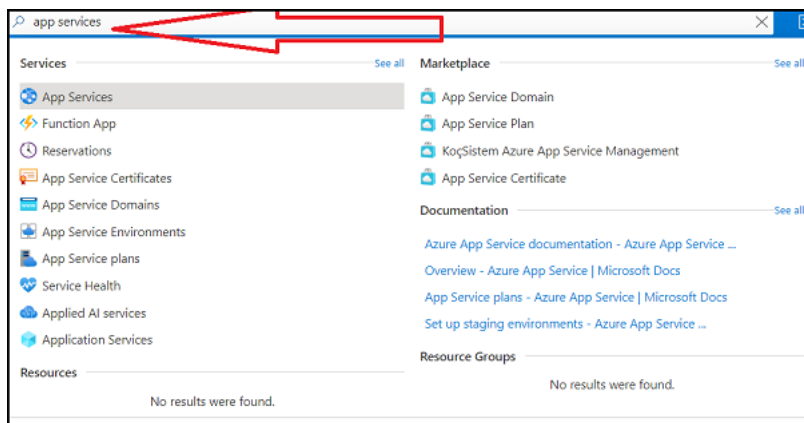 app services
Services
See all
App Services
Function App
Reservations
App Service Certificates
App Service Domains
App Service Environments
App Service plans
Service Health
Applied AI services
Application Services
Resources
No results were found.
Marketplace
See all
App Service Domain
App Service Plan
KoçSistem Azure App Service Management
App Service Certificate
Documentation
See all
Azure App Service documentation - Azure App Service ...
Overview - Azure App Service | Microsoft Docs
App Service plans - Azure App Service | Microsoft Docs
Set up staging environments - Azure App Service ...
Resource Groups
No results were found.